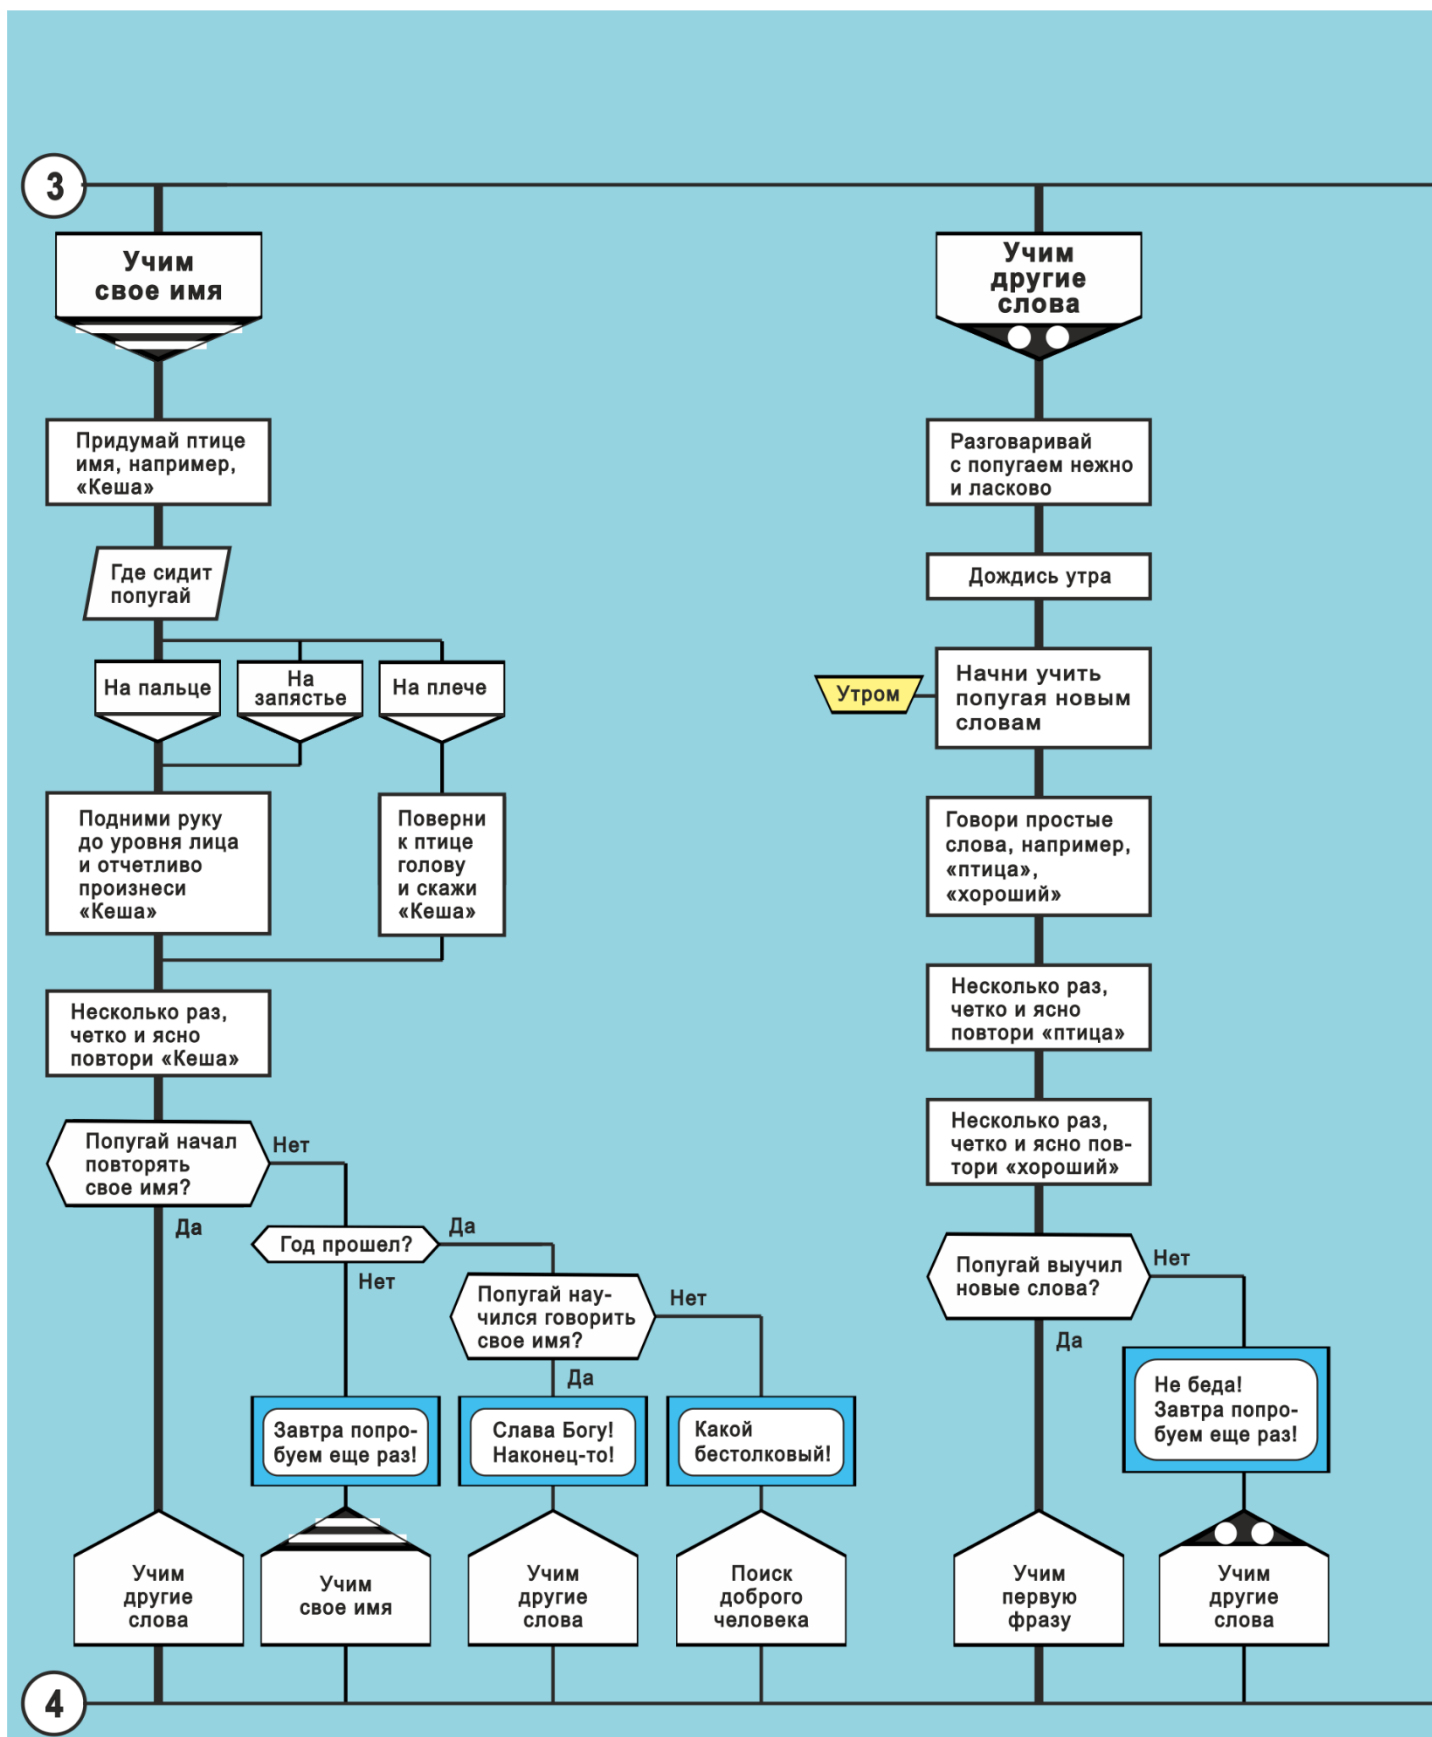 3
Учим
свое имя
Придумай птице
имя, например,
«Кеша»
Где сидит
попугай
На пальце
На
запястье
На плече
Подними руку
до уровня лица
и отчетливо
произнеси
«Кеша»
Поверни
к птице
голову
и скажи
«Кеша»
Несколько раз,
четко и ясно
повтори «Кеша»
Попугай начал
повторять
свое имя?
Нет
Да
Год прошел?
Да
Нет
Попугай нау-
чился говорить
свое имя?
Нет
Да
Завтра попро-
буем еще раз!
Слава Богу!
Наконец-то!
Какой
бестолковый!
Учим
другие
слова
Учим
свое имя
Учим
другие
слова
Поиск
доброго
человека
Учим
другие
слова
Разговаривай
с попугаем нежно
и ласково
Дождись утра
Утром
Начни учить
попугая новым
словам
Говори простые
слова, например,
«птица»,
«хороший»
Несколько раз,
четко и ясно
повтори «птица»
Несколько раз,
четко и ясно пов-
тори «хороший»
Попугай выучил
новые слова?
Нет
Да
Не беда!
Завтра попро-
буем еще раз!
Учим
первую
фразу
Учим
другие
слова
4